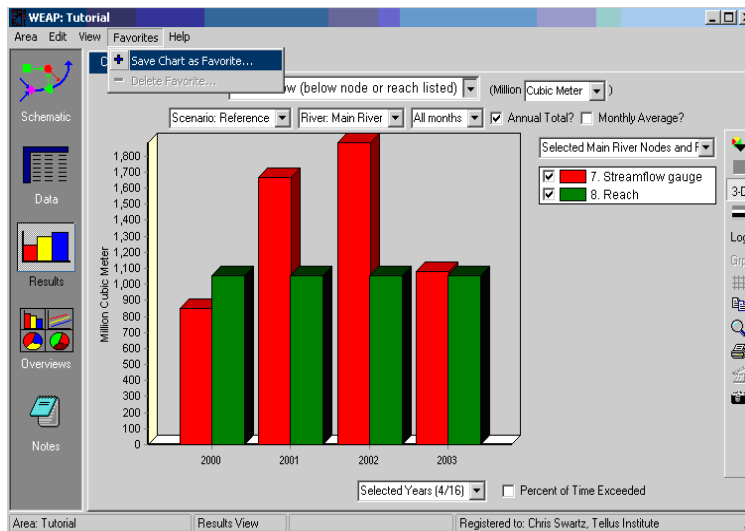 WEAP: Tutorial
Area Edit View Favorites Help
Save Chart as Favorite...
Delete Favorite...
(below node or reach listed) (Million Cubic Meter )
Scenario: Reference River: Main River All months Annual Total? Monthly Average?
Selected Main River Nodes and
7. Streamflow gauge
8. Reach
Schematic
Data
Results
Overviews
Notes
3-D
Log
Grp
Million Cubic Meter
1,800
1,700
1,600
1,500
1,400
1,300
1,200
1,100
1,000
900
800
700
600
500
400
300
200
100
0
2000 2001 2002 2003
Selected Years (4/16) Percent of Time Exceeded
Area: Tutorial Results View Registered to: Chris Swartz, Tellus Institute